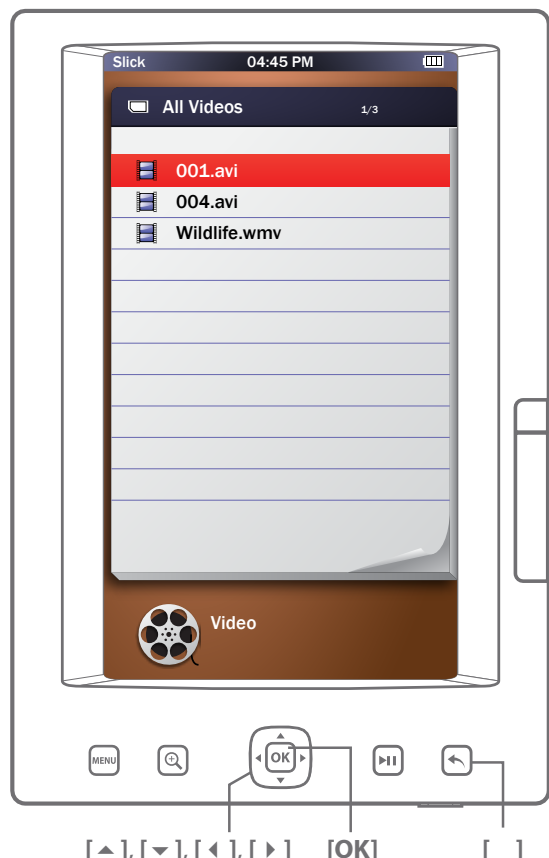 Slick 04:45 PM
All Videos 1/3
001.avi
004.avi
Wildlife.wmv
Video
MENU OK
[▲], [▼], [◀], [▶] [OK] [ ]